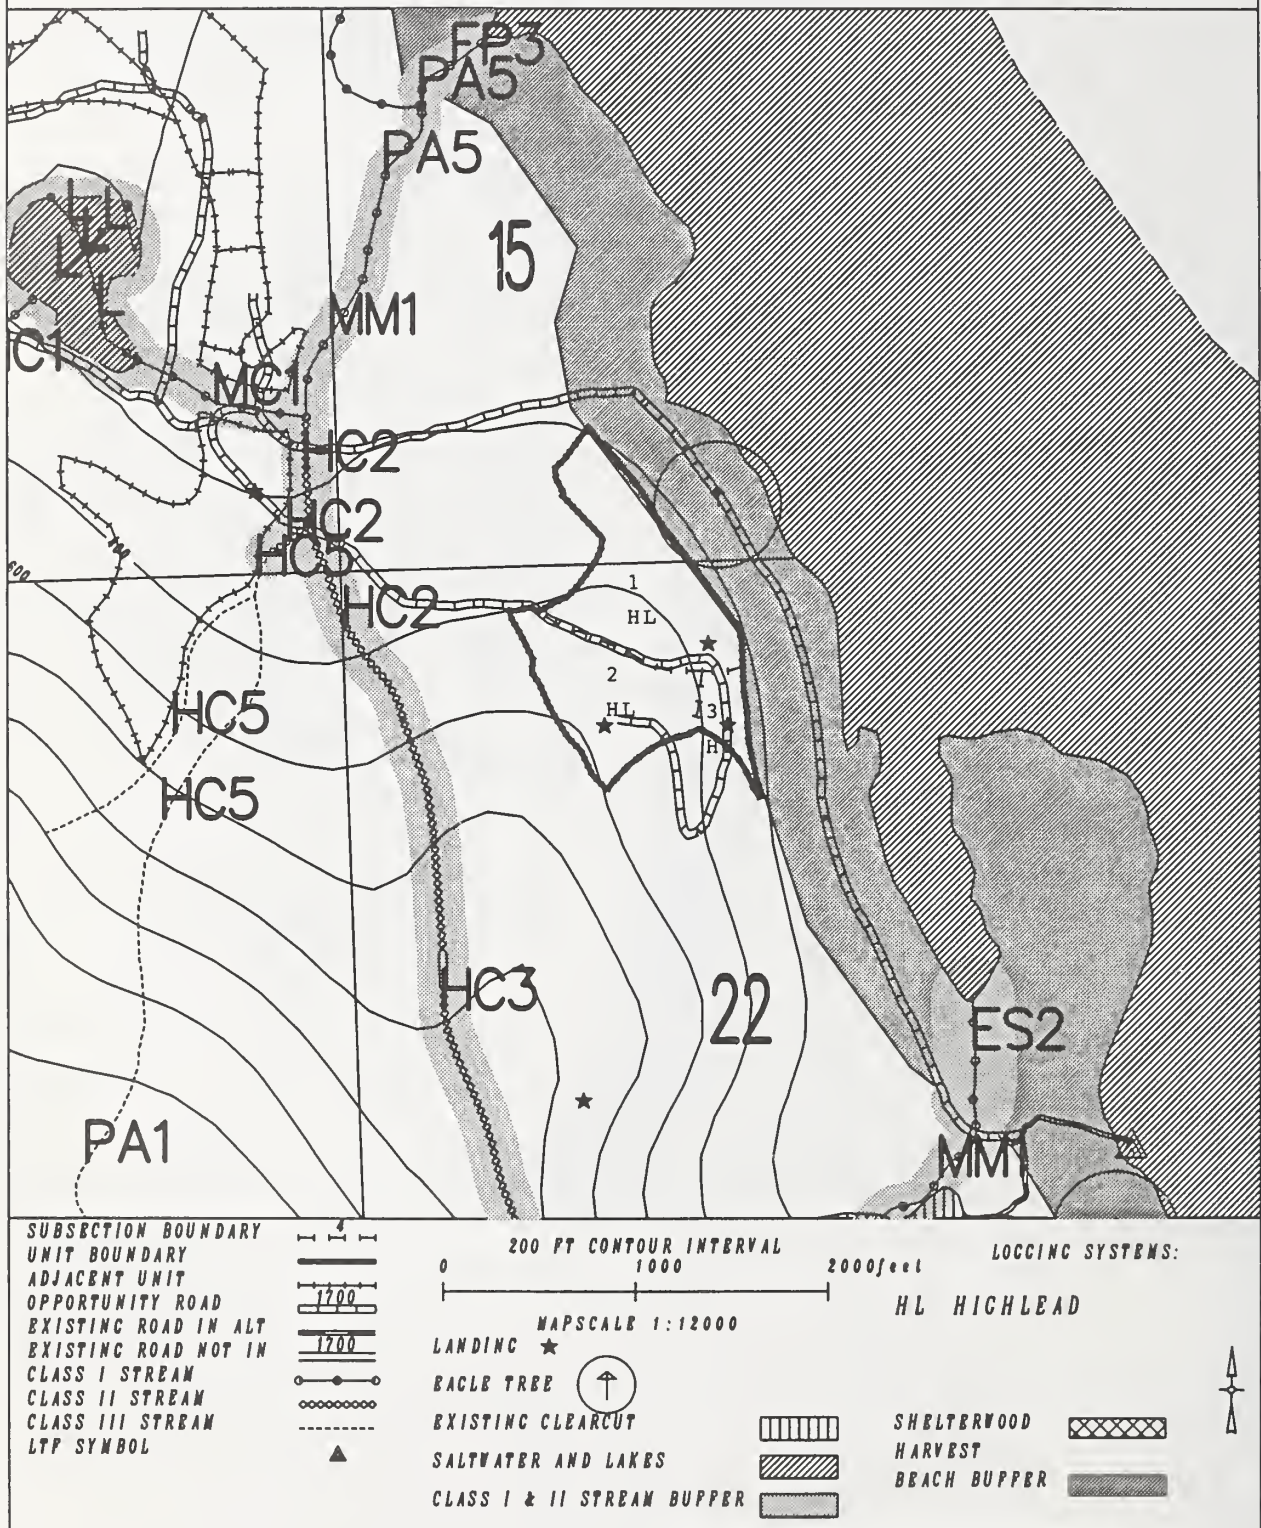 FP3
PA5
PA5
15
MM1
MC1
HC2
HC2
HC5
HC2
600
1
HL
2
HL
3
H
HC5
HC5
HC3
22
ES2
PA1
MM1
SUBSECTION BOUNDARY
UNIT BOUNDARY
ADJACENT UNIT
OPPORTUNITY ROAD
EXISTING ROAD IN ALT
EXISTING ROAD NOT IN
CLASS I STREAM
CLASS II STREAM
CLASS III STREAM
LTF SYMBOL
4
1700
1700
200 FT CONTOUR INTERVAL
0 1000 2000feet
MAPSCALE 1:12000
LANDING
EAGLE TREE
EXISTING CLEARCUT
SALTWATER AND LAKES
CLASS I & II STREAM BUFFER
LOGGING SYSTEMS:
HL HIGHLEAD
SHELTERWOOD
HARVEST
BEACH BUFFER